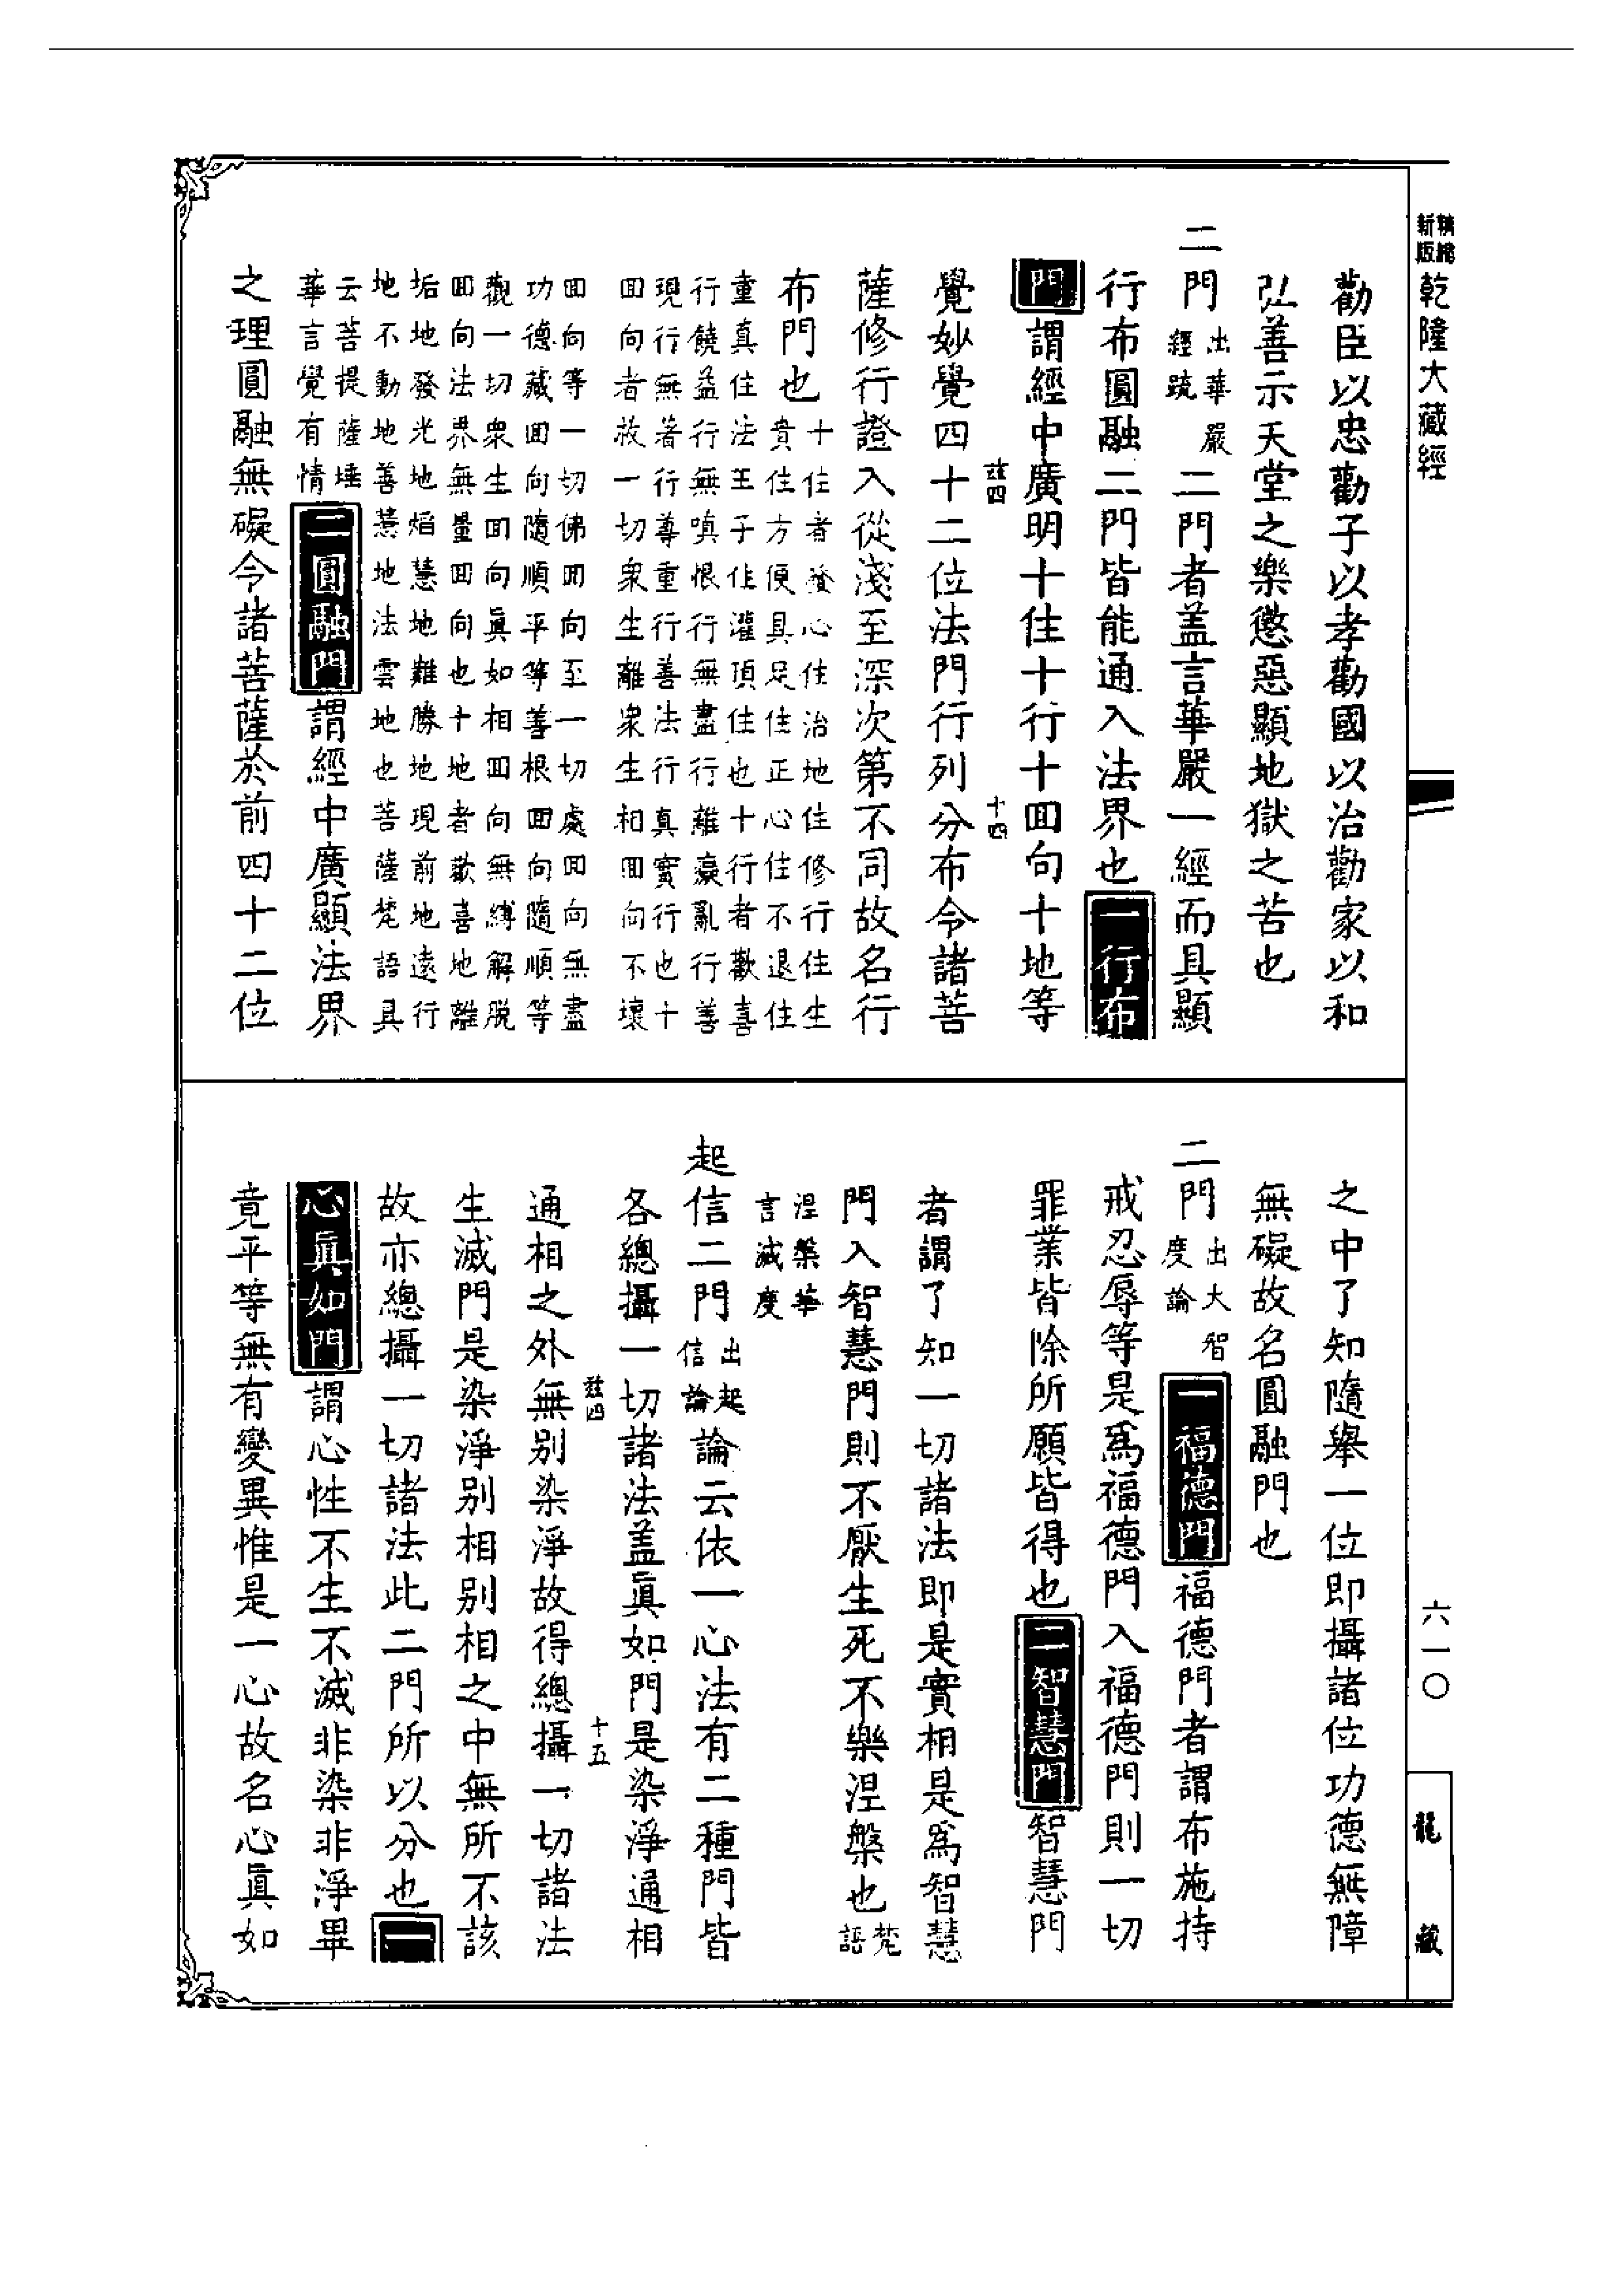 新版精縮乾隆大藏經
勸臣以忠勸子以孝勸國以治勸家以和
弘善示天堂之樂懲惡顯地獄之苦也
二門出華嚴經䟽二門者蓋言華嚴一經而具顯
行布圓融二門皆能通入法界也一行布
門謂經中廣明十住十行十回向十地等
茲四
十四
覺妙覺四十二位法門行列分布令諸菩
薩修行證入從淺至深次第不同故名行
布門也十住者發心住治地住修行住生
貴住方便具足住正心住不退住
童真住法王子住灌頂住也十行者歡喜
行饒益行無嗔恨行無盡行離癡亂行善
現行無著行尊重行善法行真實行也十
回向者救一切衆生離衆生相回向不壞
回向等一切佛回向至一切處回向無盡
功德藏回向隨順平等善根回向隨順等
觀一切衆生回向眞如相回向無縛解脫
回向法界無量回向也十地者歡喜地離
垢地發光地焰慧地難勝地現前地遠行
地不動地善慧地法雲地也菩薩梵語具
云菩提薩埵
華言覺有情二圓融門謂經中廣顯法界
之理圓融無礙令諸菩薩於前四十二位
之中了知隨舉一位即攝諸位功德無障
無礙故名圓融門也
二門出大智度論一福德門福德門者謂布施持
戒忍辱等是爲福德門入福德門則一切
罪業皆除所願皆得也二智慧門智慧門
者謂了知一切諸法即是實相是爲智慧
門入智慧門則不厭生死不樂涅槃也梵語
涅槃華
言滅度
起信二門出起信論論云依一心法有二種門皆
各總攝一切諸法蓋眞如門是染淨通相
茲四
十五
通相之外無别染淨故得總攝一切諸法
生滅門是染淨别相别相之中無所不該
故亦總攝一切諸法此二門所以分也一
心眞如門謂心性不生不滅非染非淨畢
竟平等無有變異惟是一心故名心眞如
六一〇
龍藏